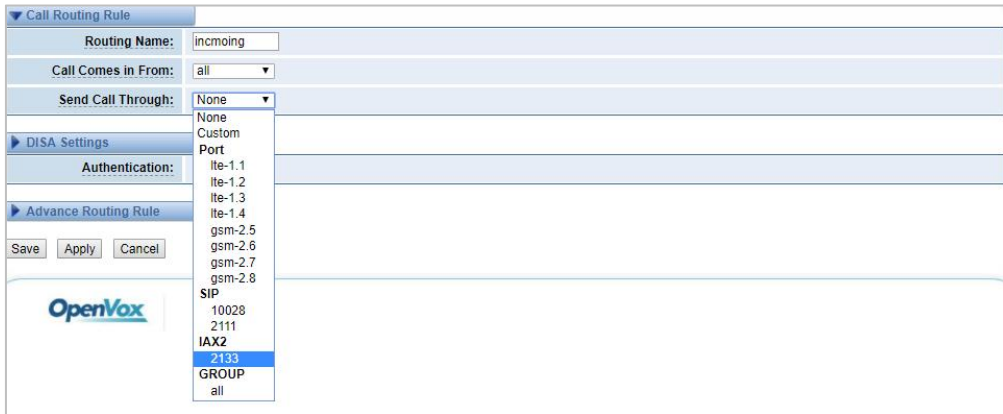 Call Routing Rule
Routing Name: incmoing
Call Comes in From: all
Send Call Through: None
None
Custom
Port
lte-1.1
lte-1.2
lte-1.3
lte-1.4
gsm-2.5
gsm-2.6
gsm-2.7
gsm-2.8
SIP
10028
2111
IAX2
2133
GROUP
all
DISA Settings
Authentication:
Advance Routing Rule
Save Apply Cancel
OpenVox